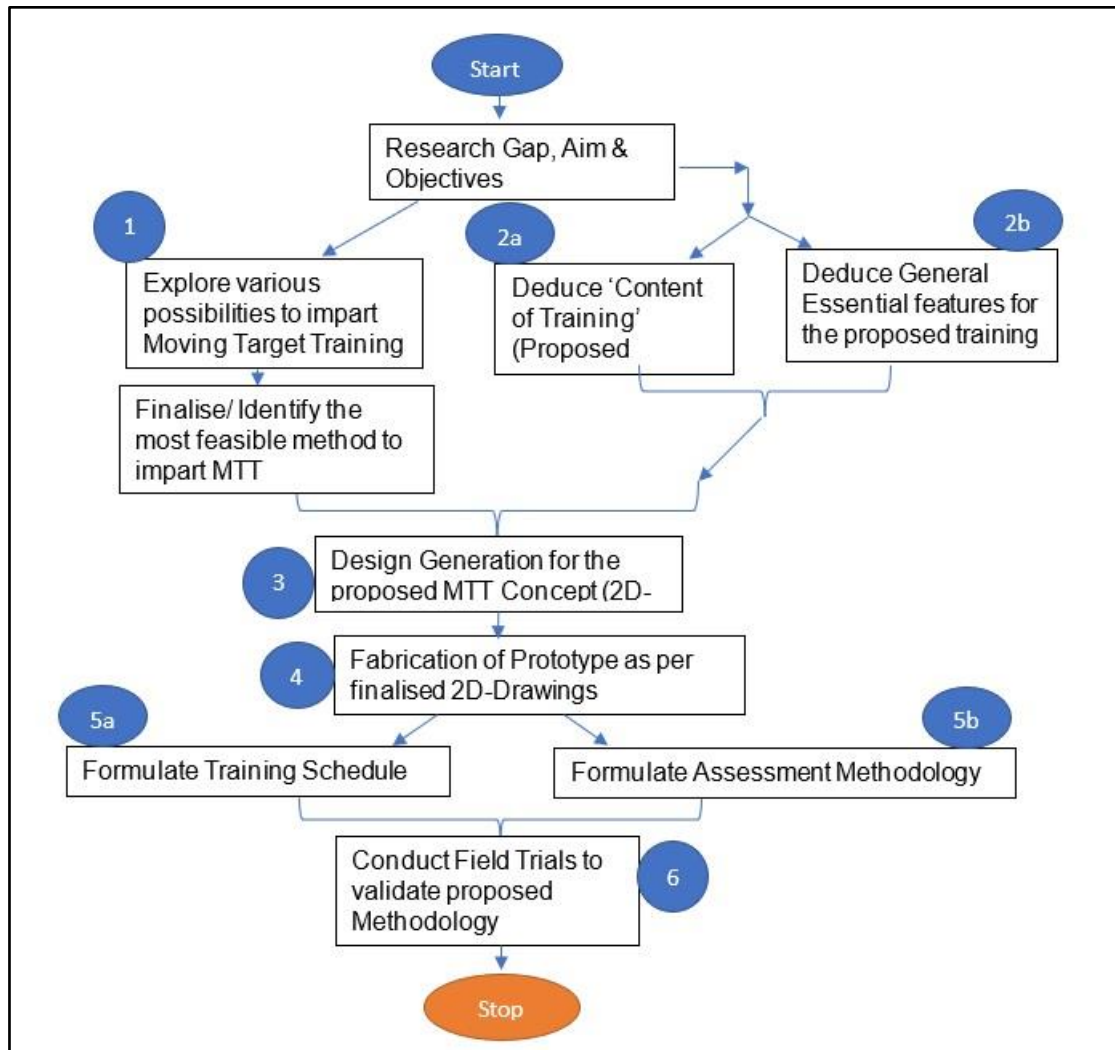 Start
Research Gap, Aim &
Objectives
1
2a
2b
Explore various
possibilities to impart
Moving Target Training
Deduce ‘Content
of Training’
(Proposed
Deduce General
Essential features for
the proposed training
Finalise/ Identify the
most feasible method to
impart MTT
3
Design Generation for the
proposed MTT Concept (2D-
4
Fabrication of Prototype as per
finalised 2D-Drawings
5a
5b
Formulate Training Schedule
Formulate Assessment Methodology
Conduct Field Trials to
validate proposed
Methodology
6
Stop